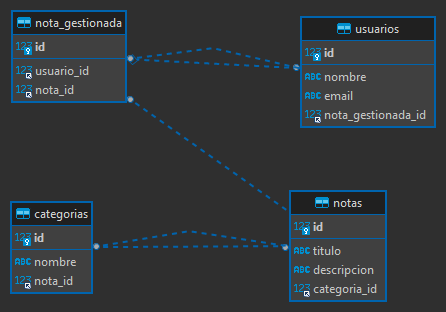 nota_gestionada
123 id
123 usuario_id
123 nota_id
usuarios
123 id
ABC nombre
ABC email
123 nota_gestionada_id
categorias
123 id
ABC nombre
123 nota_id
notas
123 id
ABC titulo
ABC descripcion
123 categoria_id